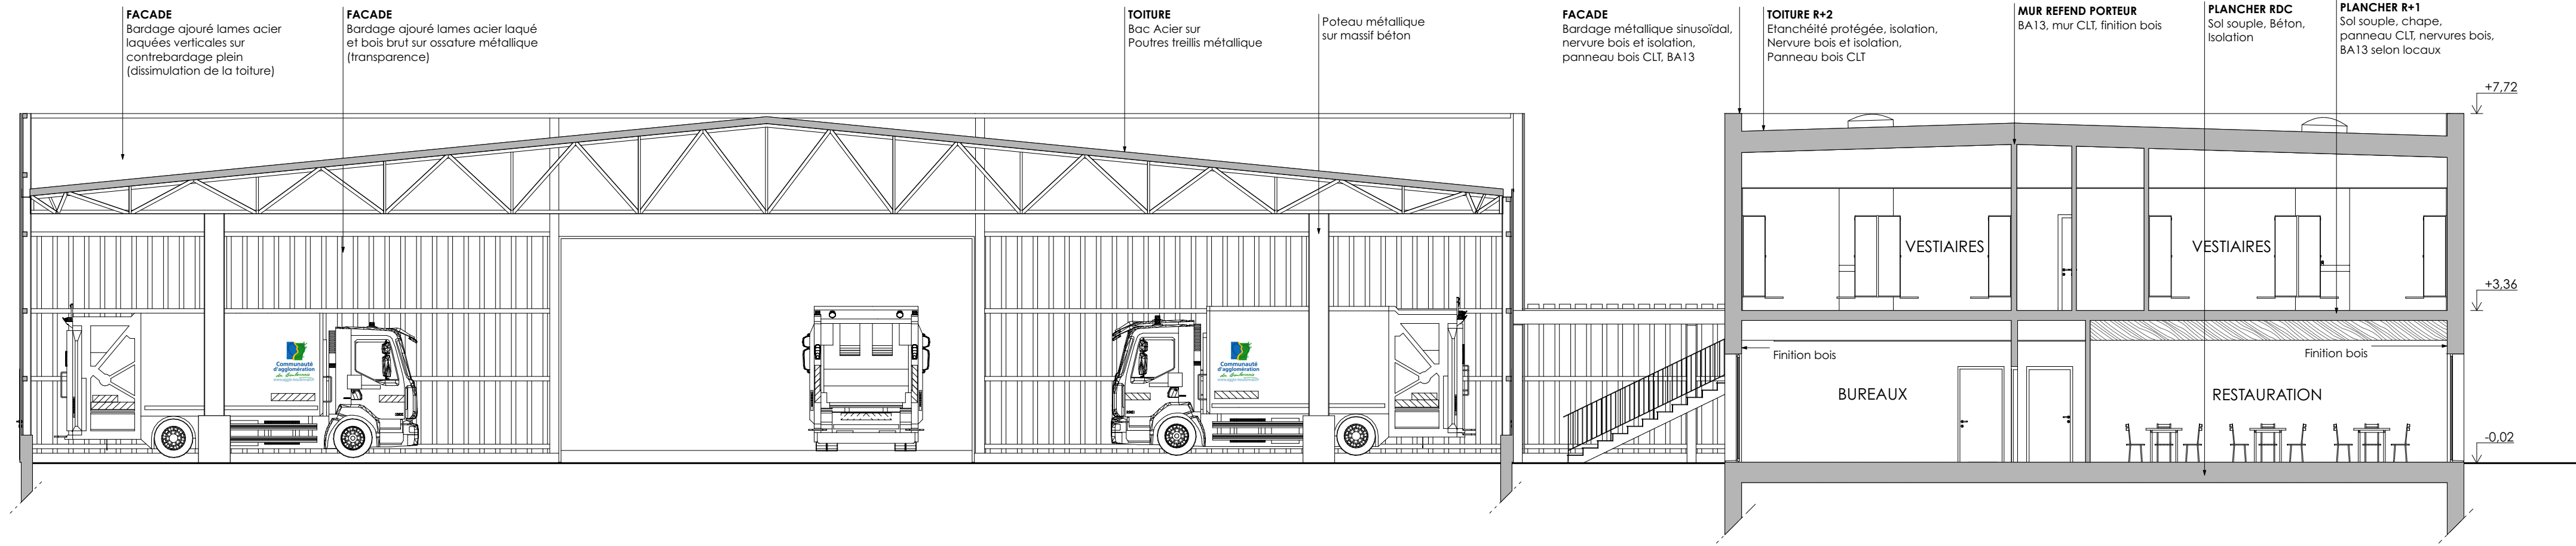 FACADE
Bardage ajouré lames acier
laquées verticales sur
contrebardage plein
(dissimulation de la toiture)
FACADE
Bardage ajouré lames acier laqué
et bois brut sur ossature métallique
(transparence)
TOITURE
Bac Acier sur
Poutres treillis métallique
Poteau métallique
sur massif béton
FACADE
Bardage métallique sinusoïdal,
nervure bois et isolation,
panneau bois CLT, BA13
TOITURE R+2
Etanchéité protégée, isolation,
Nervure bois et isolation,
Panneau bois CLT
MUR REFEND PORTEUR
BA13, mur CLT, finition bois
PLANCHER RDC
Sol souple, Béton,
Isolation
PLANCHER R+1
Sol souple, chape,
panneau CLT, nervures bois,
BA13 selon locaux
+7,72
VESTIAIRES
VESTIAIRES
+3,36
Finition bois
Finition bois
BUREAUX
RESTAURATION
-0,02
Communauté
d'agglomération
du Boulonnais
Communauté
d'agglomération
du Boulonnais